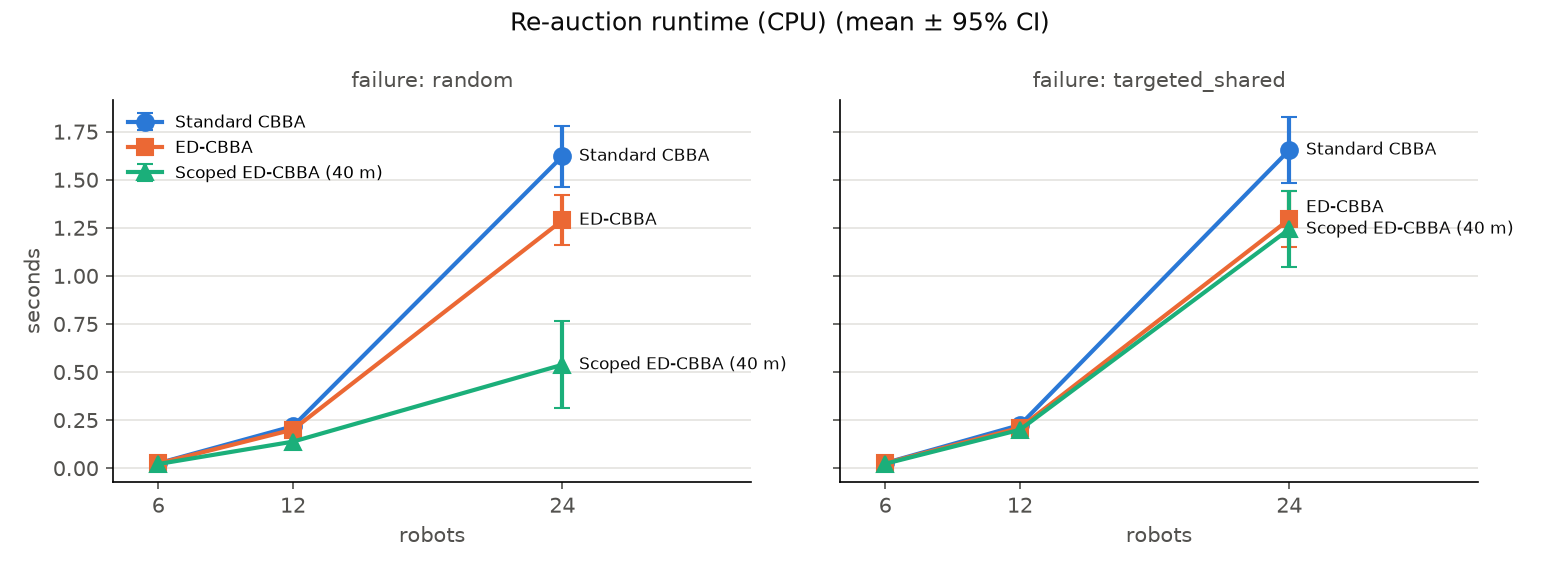 Re-auction runtime (CPU) (mean ± 95% CI)
failure: random
Standard CBBA
ED-CBBA
Scoped ED-CBBA (40 m)
1.75
1.50
1.25
1.00
0.75
0.50
0.25
0.00
seconds
Standard CBBA
ED-CBBA
Scoped ED-CBBA (40 m)
6 12 24
robots
failure: targeted_shared
Standard CBBA
ED-CBBA
Scoped ED-CBBA (40 m)
6 12 24
robots